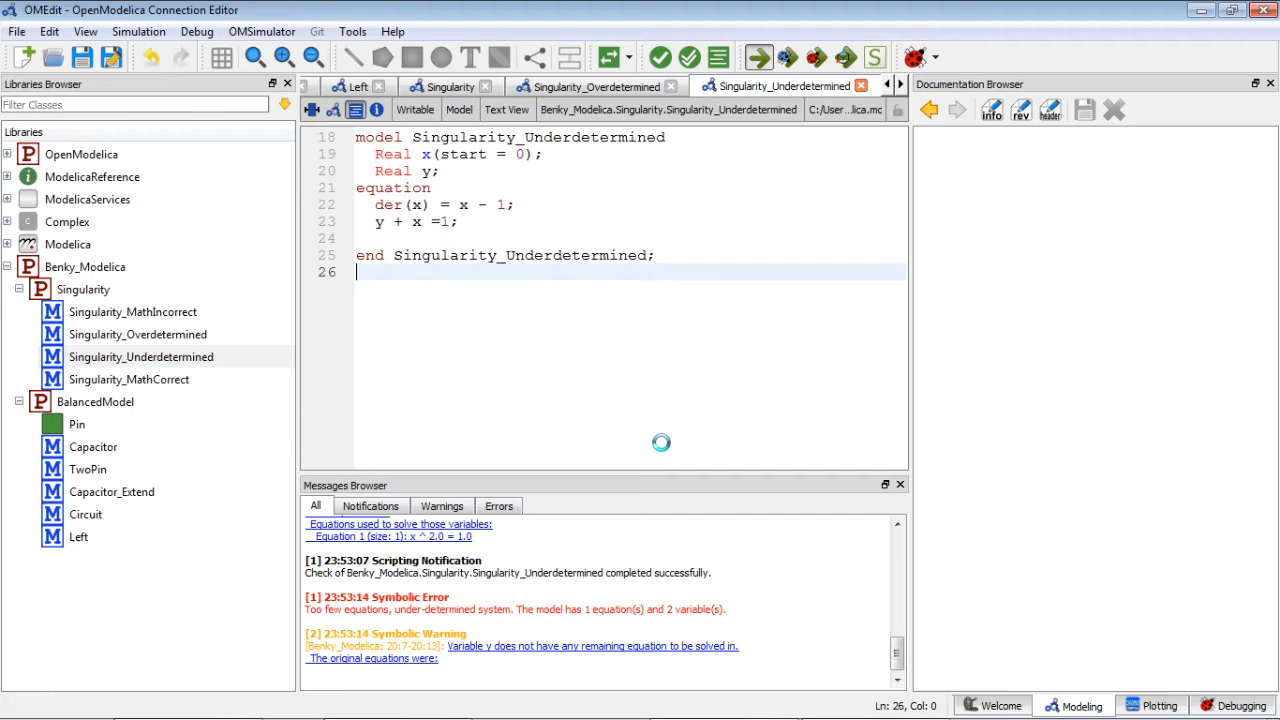 OMEdit - OpenModelica Connection Editor
File Edit View Simulation Debug OMSimulator Git Tools Help
Libraries Browser
Filter Classes
Libraries
OpenModelica
ModelicaReference
ModelicaServices
Complex
Modelica
Benky_Modelica
Singularity
Singularity_MathIncorrect
Singularity_Overdetermined
Singularity_Underdetermined
Singularity_MathCorrect
BalancedModel
Pin
Capacitor
TwoPin
Capacitor_Extend
Circuit
Left
Left Singularity Singularity_Overdetermined Singularity_Underdetermined
Writable Model Text View Benky_Modelica.Singularity.Singularity_Underdetermined C:/User...lica.mo
18 model Singularity_Underdetermined
19 Real x(start = 0);
20 Real y;
21 equation
22 der(x) = x - 1;
23 y + x =1;
24
25 end Singularity_Underdetermined;
26
Messages Browser
All Notifications Warnings Errors
Equations used to solve those variables:
Equation 1 (size: 1): x ^ 2.0 = 1.0
[1] 23:53:07 Scripting Notification
Check of Benky_Modelica.Singularity.Singularity_Underdetermined completed successfully.
[1] 23:53:14 Symbolic Error
Too few equations, under-determined system. The model has 1 equation(s) and 2 variable(s).
[2] 23:53:14 Symbolic Warning
[Benky_Modelica: 20:7-20:13]: Variable y does not have any remaining equation to be solved in.
The original equations were:
Documentation Browser
info rev header
Ln: 26, Col: 0 Welcome Modeling Plotting Debugging